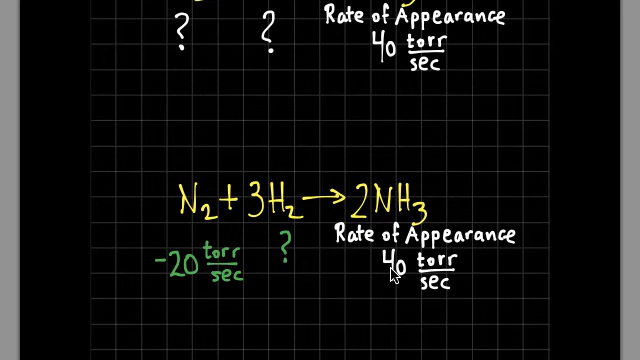 ? ? Rate of Appearance
40 torr/sec
N₂ + 3H₂ → 2NH₃
-20 torr/sec ? Rate of Appearance
40 torr/sec